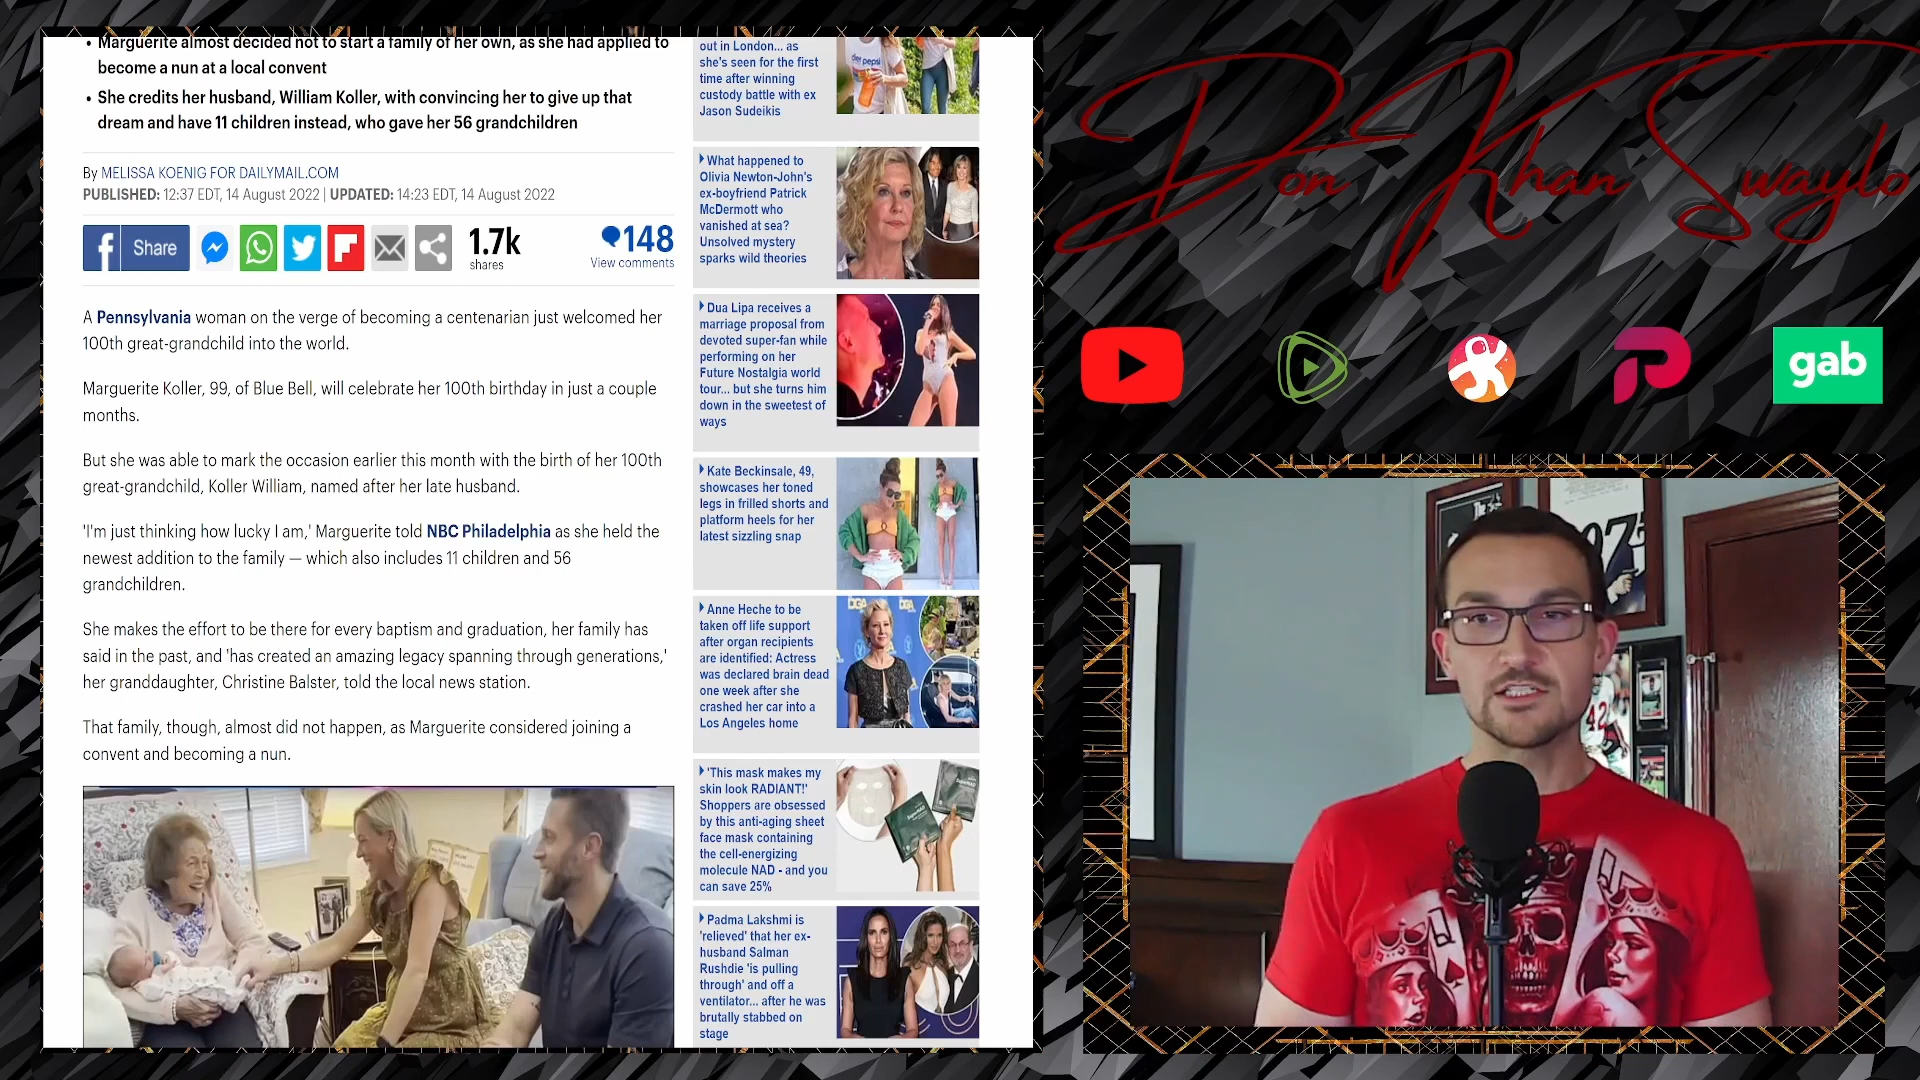 • Marguerite almost decided not to start a family of her own, as she had applied to
become a nun at a local convent
• She credits her husband, William Koller, with convincing her to give up that
dream and have 11 children instead, who gave her 56 grandchildren
By MELISSA KOENIG FOR DAILYMAIL.COM
PUBLISHED: 12:37 EDT, 14 August 2022 | UPDATED: 14:23 EDT, 14 August 2022
f Share
1.7k
shares
148
View comments
A Pennsylvania woman on the verge of becoming a centenarian just welcomed her
100th great-grandchild into the world.
Marguerite Koller, 99, of Blue Bell, will celebrate her 100th birthday in just a couple
months.
But she was able to mark the occasion earlier this month with the birth of her 100th
great-grandchild, Koller William, named after her late husband.
'I'm just thinking how lucky I am,' Marguerite told NBC Philadelphia as she held the
newest addition to the family — which also includes 11 children and 56
grandchildren.
She makes the effort to be there for every baptism and graduation, her family has
said in the past, and 'has created an amazing legacy spanning through generations,'
her granddaughter, Christine Balster, told the local news station.
That family, though, almost did not happen, as Marguerite considered joining a
convent and becoming a nun.
out in London... as
she's seen for the first
time after winning
custody battle with ex
Jason Sudeikis
diet pepsi
What happened to
Olivia Newton-John's
ex-boyfriend Patrick
McDermott who
vanished at sea?
Unsolved mystery
sparks wild theories
Dua Lipa receives a
marriage proposal from
devoted super-fan while
performing on her
Future Nostalgia world
tour... but she turns him
down in the sweetest of
ways
Kate Beckinsale, 49,
showcases her toned
legs in frilled shorts and
platform heels for her
latest sizzling snap
Anne Heche to be
taken off life support
after organ recipients
are identified: Actress
was declared brain dead
one week after she
crashed her car into a
Los Angeles home
DGA
'This mask makes my
skin look RADIANT!'
Shoppers are obsessed
by this anti-aging sheet
face mask containing
the cell-energizing
molecule NAD - and you
can save 25%
Padma Lakshmi is
'relieved' that her ex-
husband Salman
Rushdie 'is pulling
through' and off a
ventilator... after he was
brutally stabbed on
stage
Don Khan Swaylo
gab
007
42